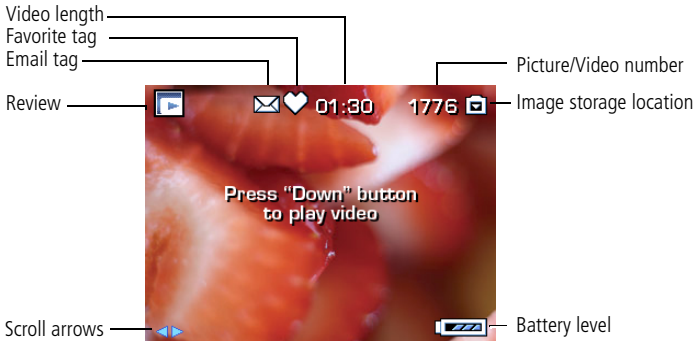 Video length
Favorite tag
Email tag
Review
Picture/Video number
Image storage location
01:30 1776
Press “Down” button
to play video
Scroll arrows
Battery level